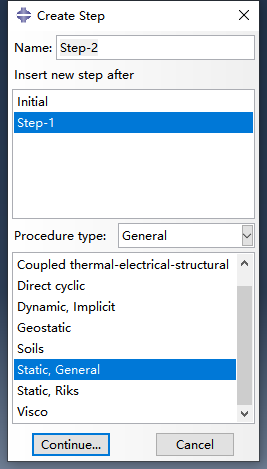 Create Step
Name: Step-2
Insert new step after
Initial
Step-1
Procedure type: General
Coupled thermal-electrical-structural
Direct cyclic
Dynamic, Implicit
Geostatic
Soils
Static, General
Static, Riks
Visco
Continue... Cancel